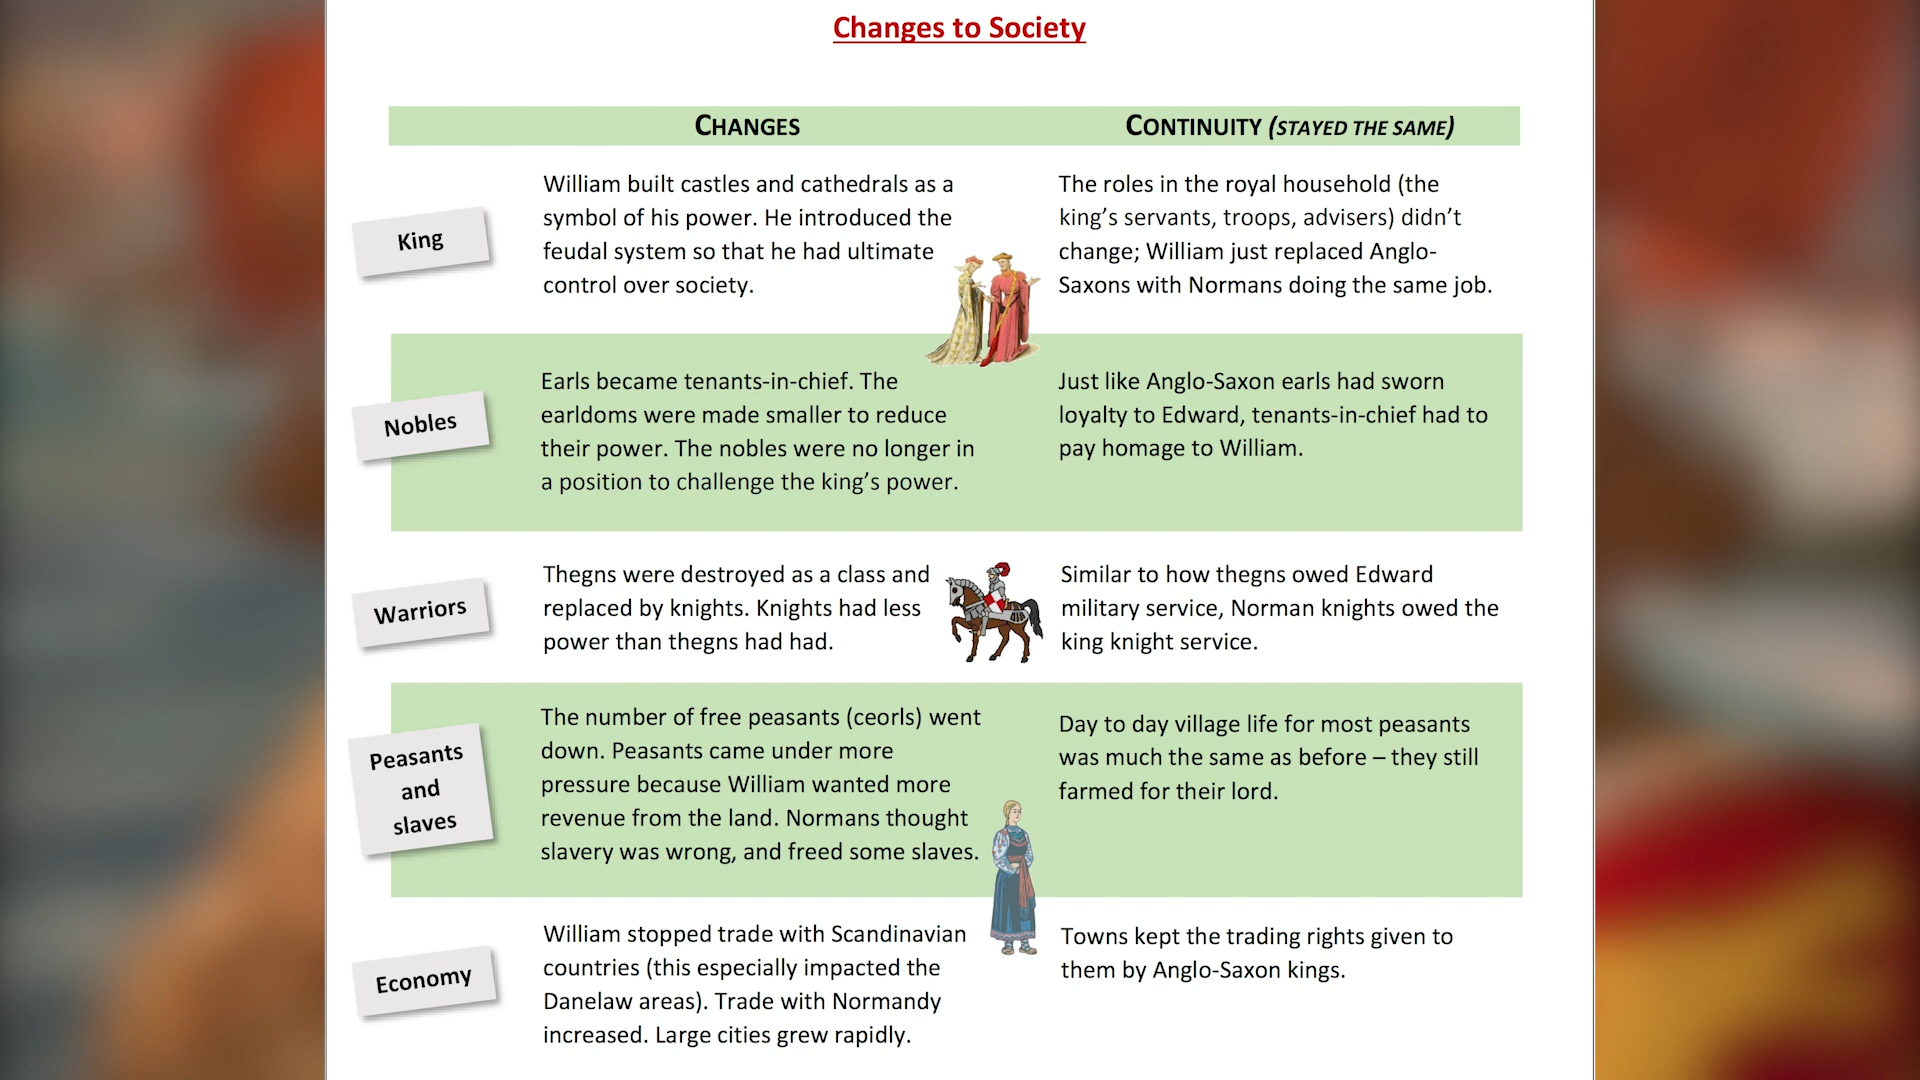 Changes to Society
CHANGES
CONTINUITY (STAYED THE SAME)
King
William built castles and cathedrals as a
symbol of his power. He introduced the
feudal system so that he had ultimate
control over society.
The roles in the royal household (the
king’s servants, troops, advisers) didn’t
change; William just replaced Anglo-
Saxons with Normans doing the same job.
Nobles
Earls became tenants-in-chief. The
earldoms were made smaller to reduce
their power. The nobles were no longer in
a position to challenge the king’s power.
Just like Anglo-Saxon earls had sworn
loyalty to Edward, tenants-in-chief had to
pay homage to William.
Warriors
Thegns were destroyed as a class and
replaced by knights. Knights had less
power than thegns had had.
Similar to how thegns owed Edward
military service, Norman knights owed the
king knight service.
Peasants
and
slaves
The number of free peasants (ceorls) went
down. Peasants came under more
pressure because William wanted more
revenue from the land. Normans thought
slavery was wrong, and freed some slaves.
Day to day village life for most peasants
was much the same as before – they still
farmed for their lord.
Economy
William stopped trade with Scandinavian
countries (this especially impacted the
Danelaw areas). Trade with Normandy
increased. Large cities grew rapidly.
Towns kept the trading rights given to
them by Anglo-Saxon kings.